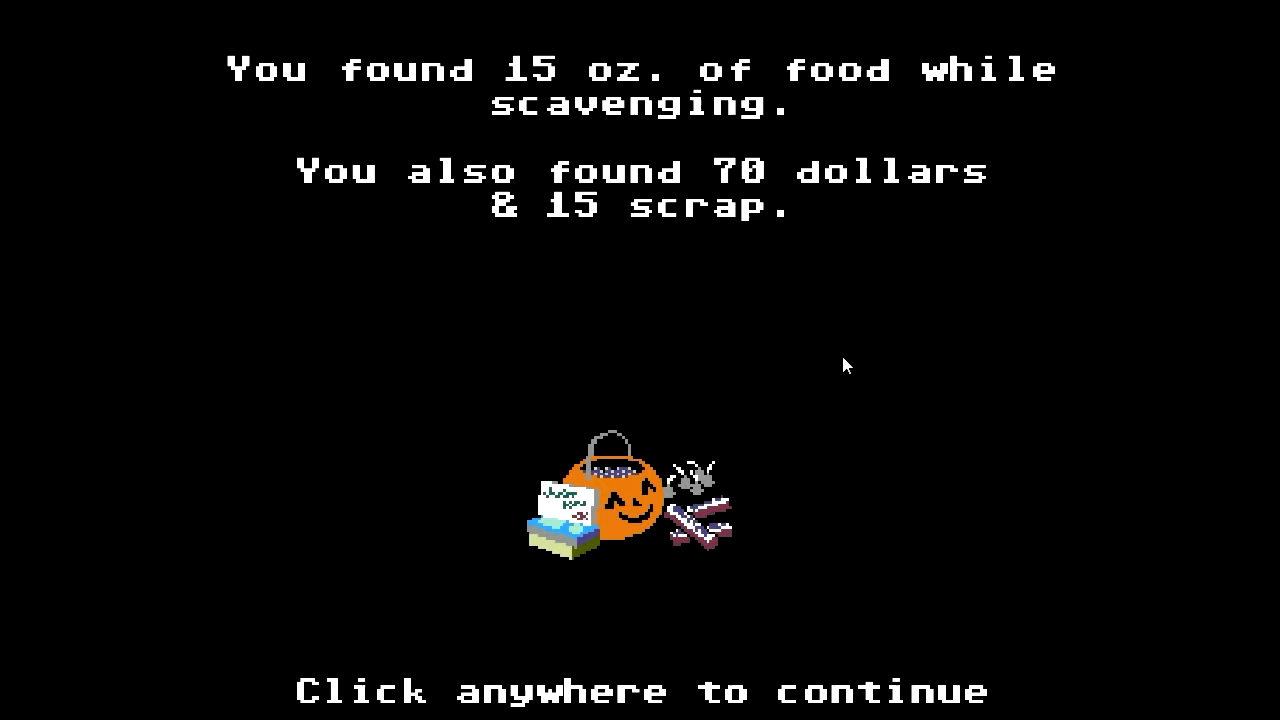 You found 15 oz. of food while
scavenging.
You also found 70 dollars
& 15 scrap.
Click anywhere to continue